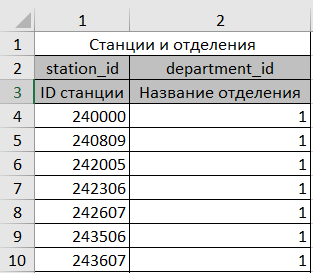 1 2
1 Станции и отделения
2 station_id department_id
3 ID станции Название отделения
4 240000 1
5 240809 1
6 242005 1
7 242306 1
8 242607 1
9 243506 1
10 243607 1